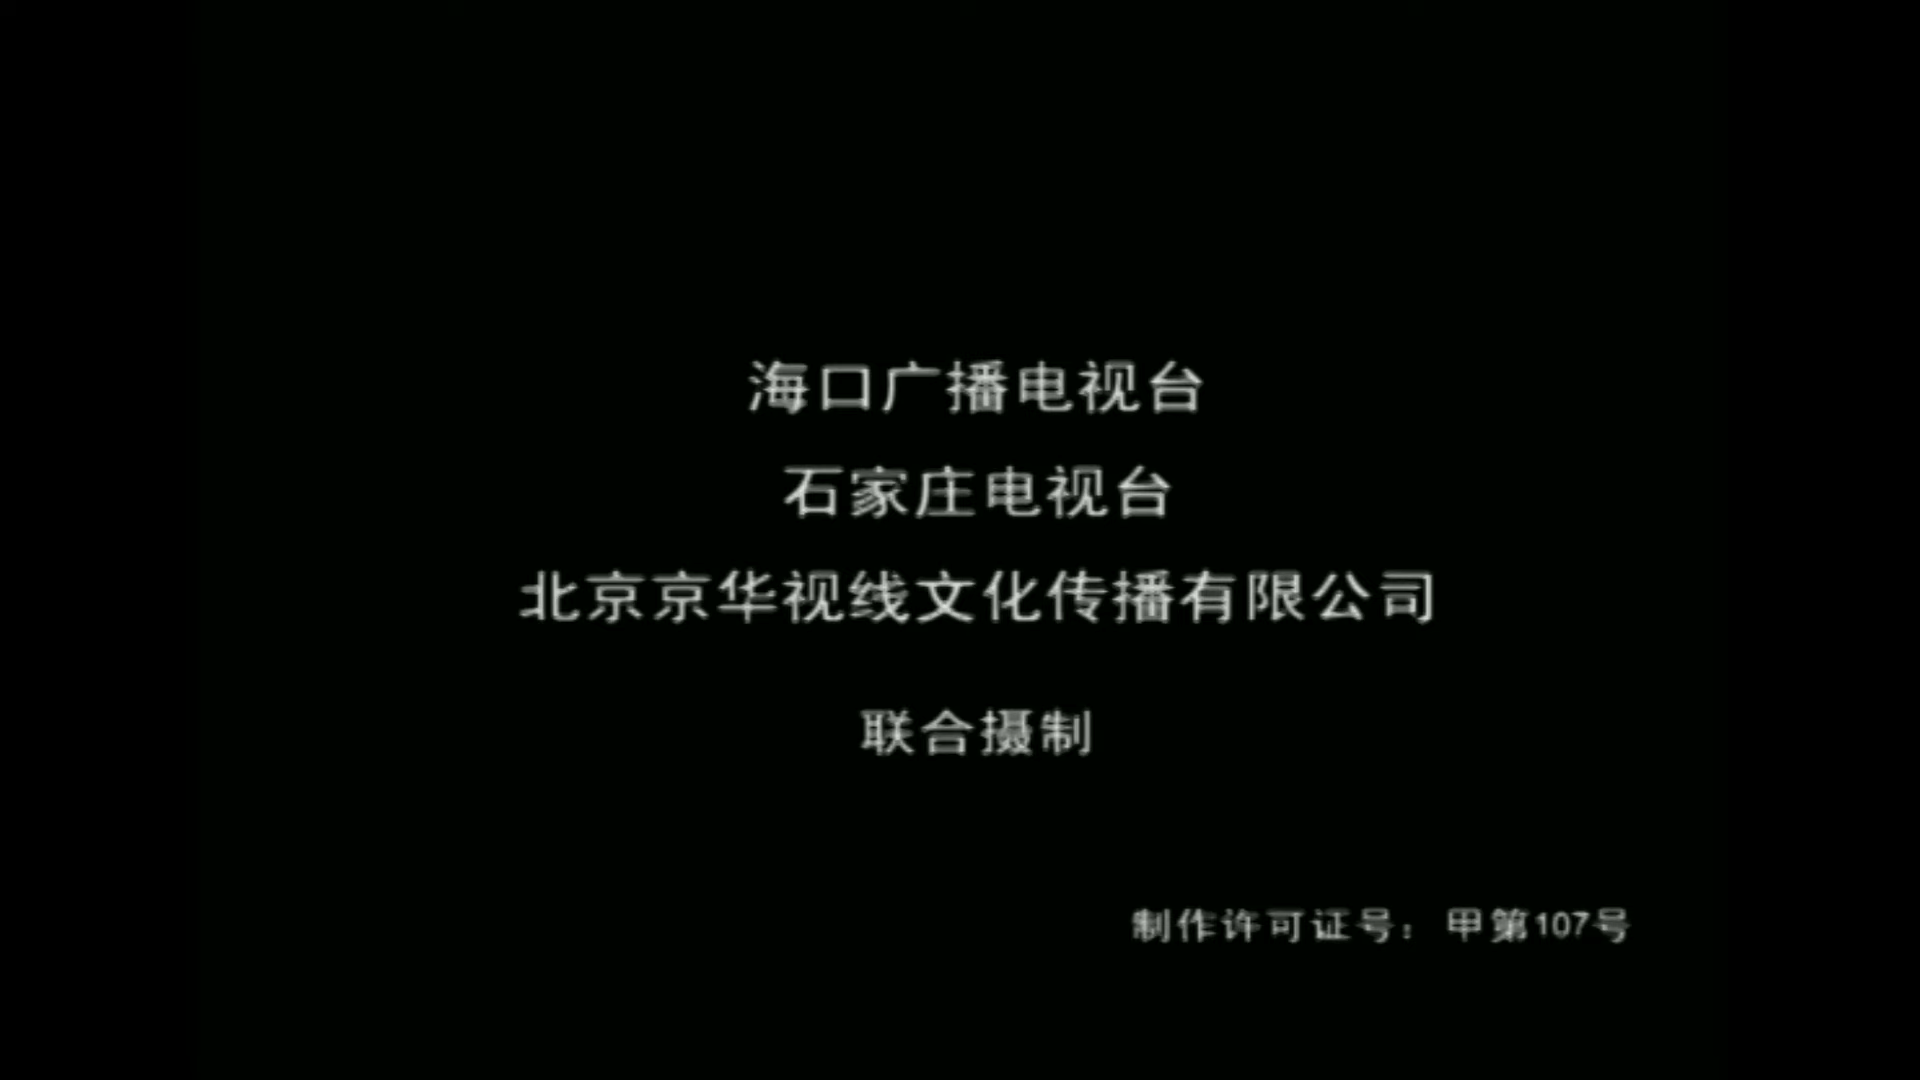 海口广播电视台
石家庄电视台
北京京华视线文化传播有限公司
联合摄制
制作许可证号：甲第107号